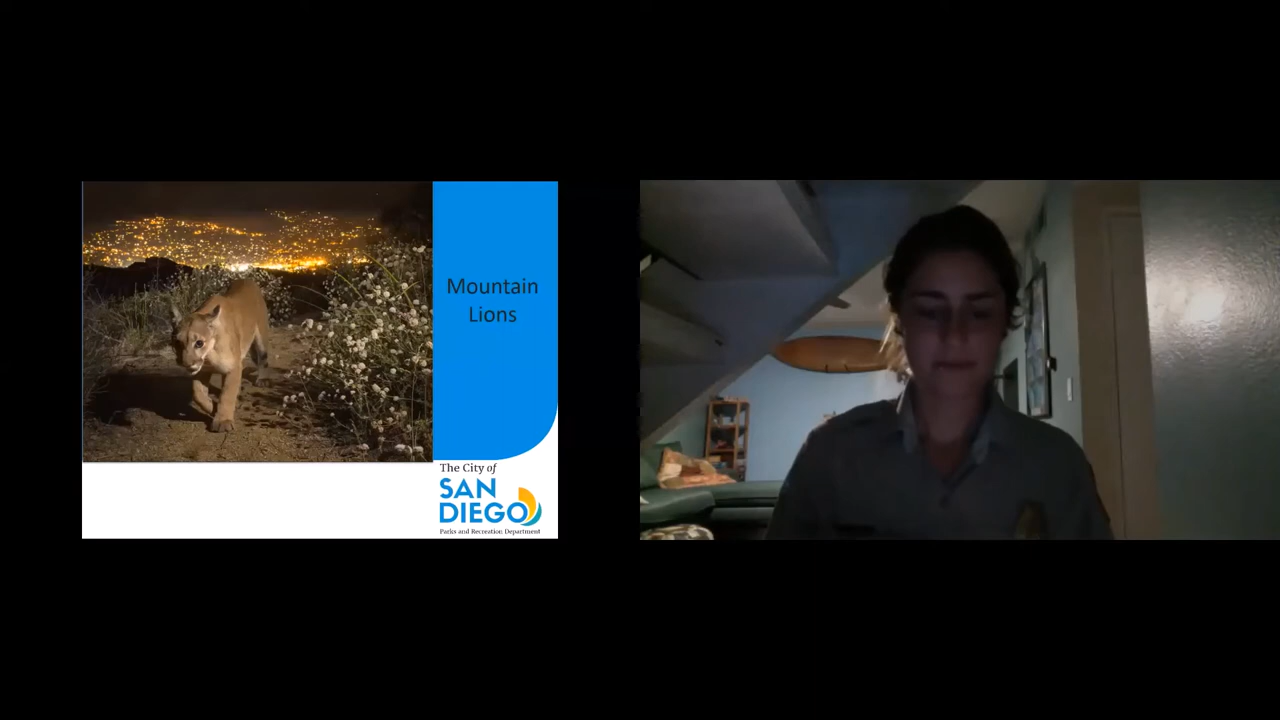 Mountain
Lions
The City of
SAN
DIEGO
Parks and Recreation Department